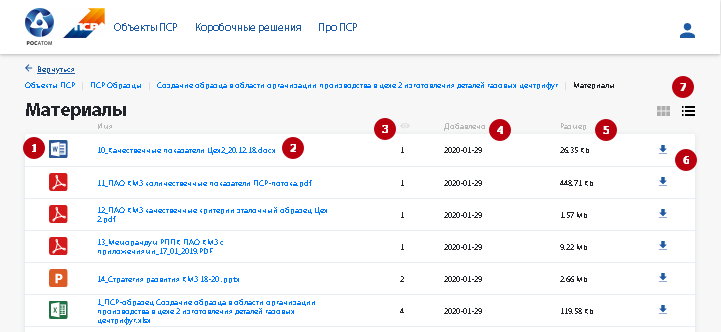 РОСАТОМ
ПСР
Объекты ПСР Коробочные решения Про ПСР
Вернуться
Объекты ПСР | ПСР Образцы | Создание образца в области организации производства в цехе 2 изготовления деталей газовых центрифуг | Материалы
7
Материалы
Имя 3 Добавлено 4 Размер 5
1 10_Качественные показатели Цех2_20.12.18.docx 2 1 2020-01-29 26.35 Kb 6
11_ПАО КМЗ количественные показатели ПСР-потока.pdf 1 2020-01-29 448.71 Kb
12_ПАО КМЗ качественные критерии эталонный образец Цех
2.pdf 1 2020-01-29 1.57 Mb
13_Меморандум РППК ПАО КМЗ с
приложениями_17_01_2019.PDF 1 2020-01-29 9.22 Mb
14_Стратегия развития КМЗ 18-20..pptx 2 2020-01-29 2.66 Mb
1_ПСР-образец Создание образца в области организации
производства в цехе 2 изготовления деталей газовых
центрифуг.xlsx 4 2020-01-29 119.58 Kb